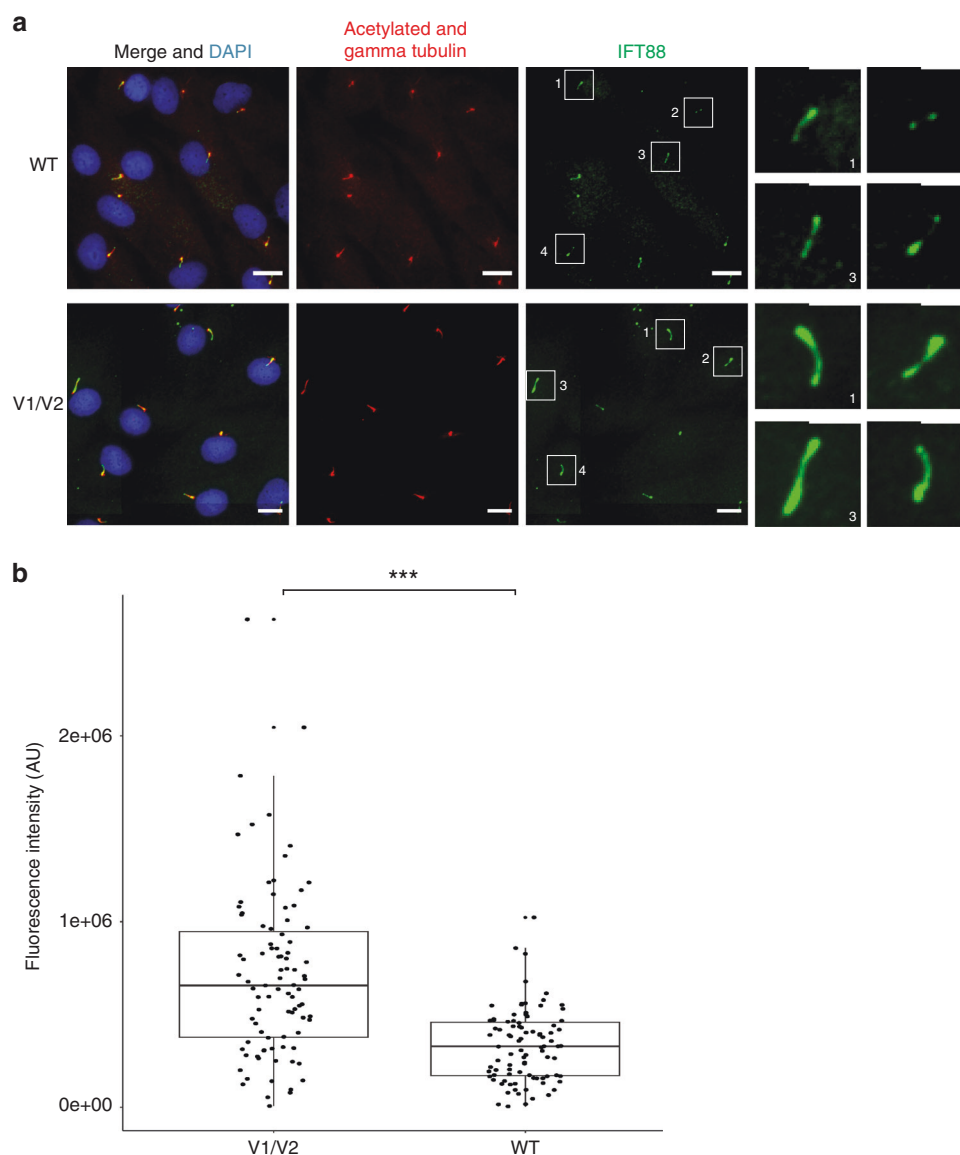 a
Merge and DAPI
Acetylated and
gamma tubulin
IFT88
WT
1
2
3
4
1
3
V1/V2
1
2
3
4
1
3
b
***
Fluorescence intensity (AU)
2e+06
1e+06
0e+00
V1/V2
WT